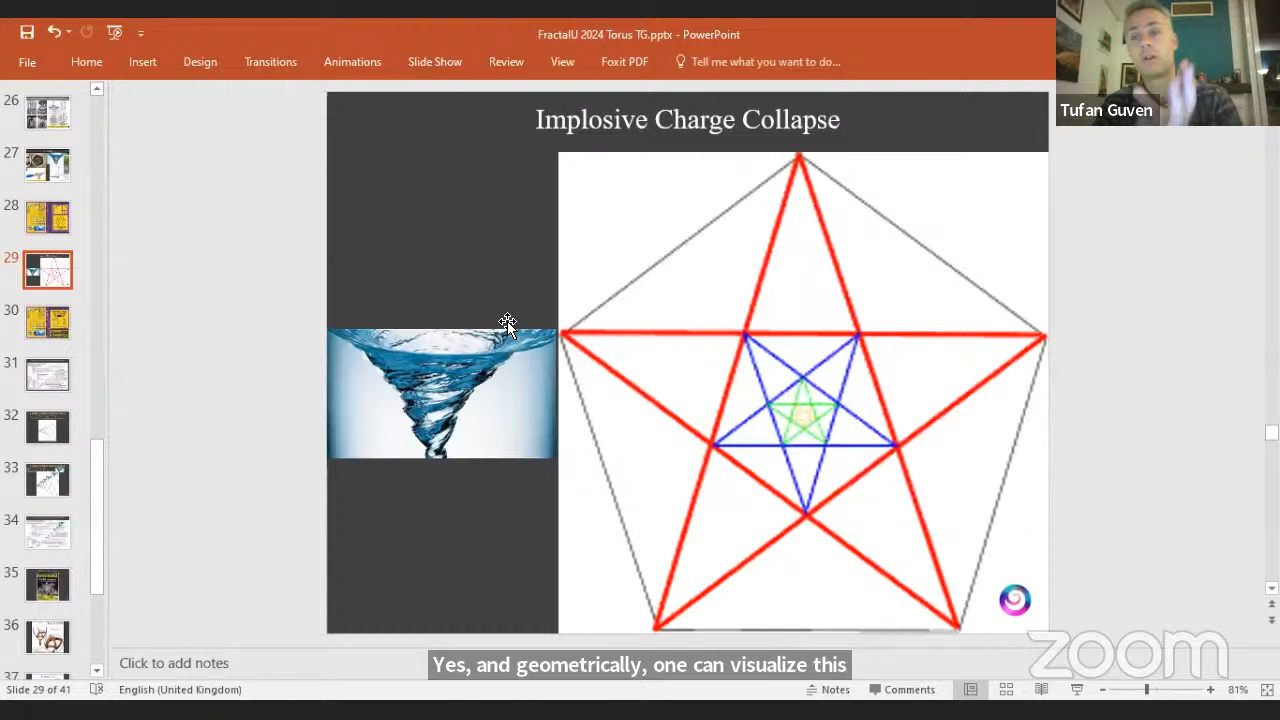 FractalU 2024 Torus TG.pptx - PowerPoint
File Home Insert Design Transitions Animations Slide Show Review View Foxit PDF Tell me what you want to do...
Tufan Guven
26
27
28
29
30
31
32
33
34
35
36
37
Implosive Charge Collapse
Click to add notes
Yes, and geometrically, one can visualize this
zoom
Slide 29 of 41 English (United Kingdom) Notes Comments 81%